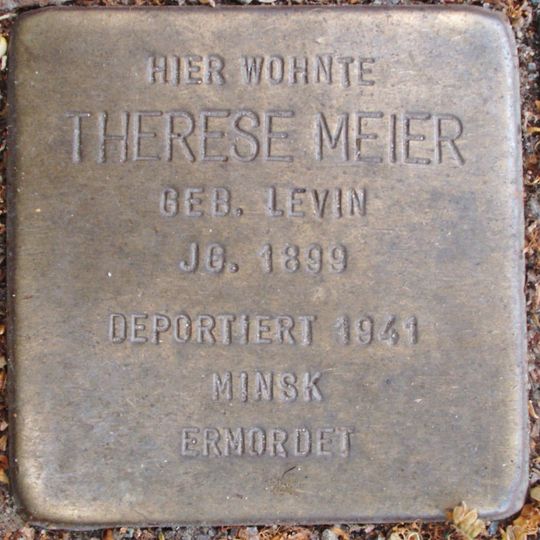 HIER WOHNTE
THERESE MEIER
GEB. LEVIN
JG. 1899
DEPORTIERT 1941
MINSK
ERMORDET